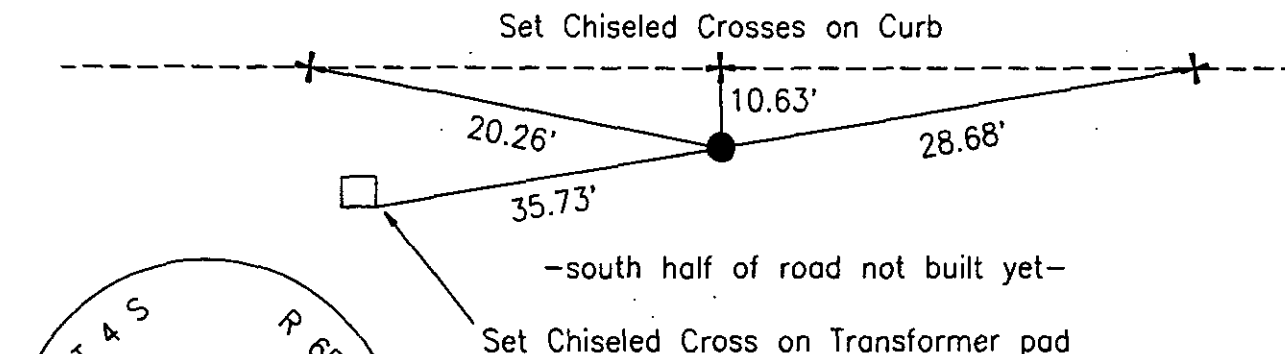 Set Chiseled Crosses on Curb
10.63'
20.26'
28.68'
35.73'
-south half of road not built yet-
T 4 S
Set Chiseled Cross on Transformer pad